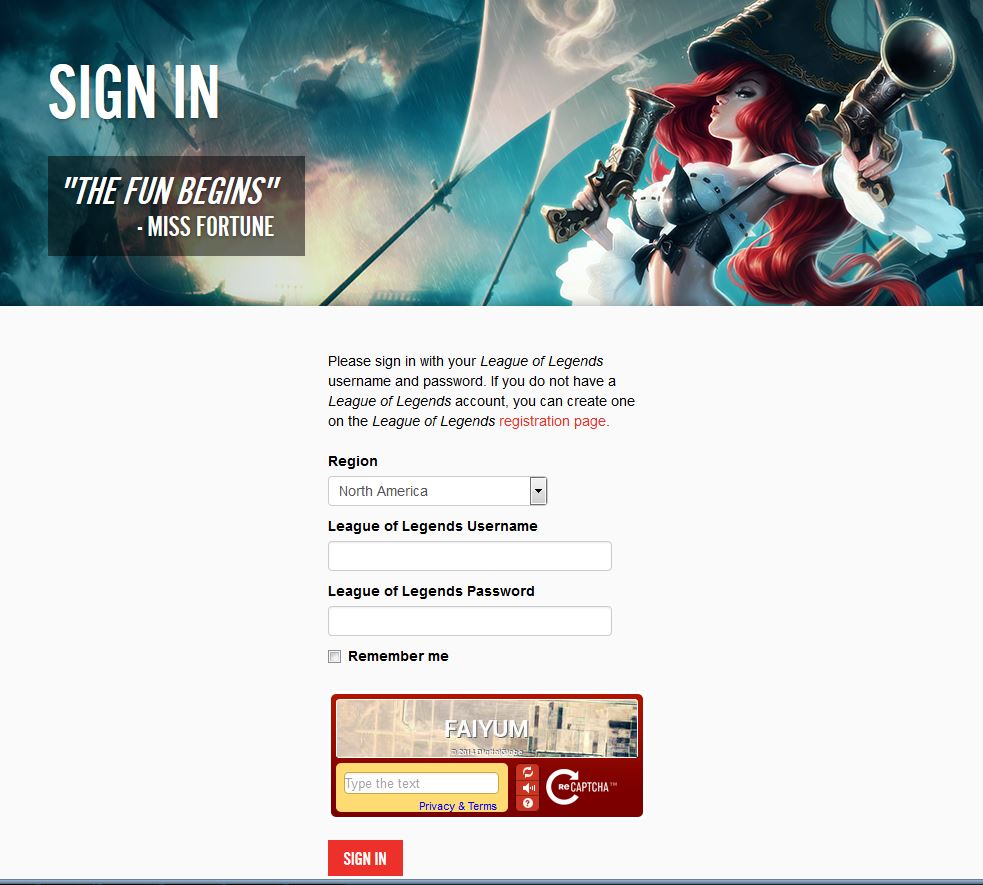 SIGN IN
"THE FUN BEGINS"
- MISS FORTUNE
Please sign in with your League of Legends
username and password. If you do not have a
League of Legends account, you can create one
on the League of Legends registration page.
Region
North America
League of Legends Username
League of Legends Password
Remember me
FAIYUM
© 2014 DigitalGlobe
Type the text
Privacy & Terms
reCAPTCHA™
SIGN IN